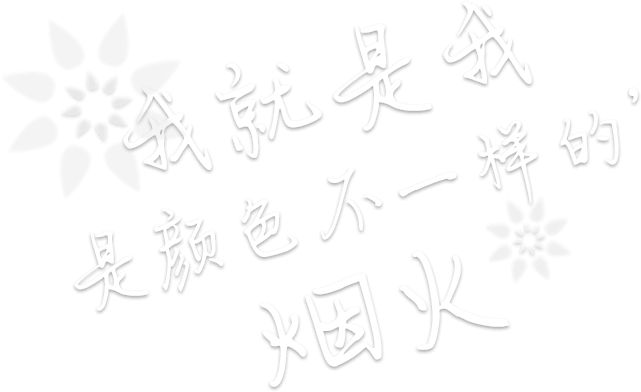 我就是我
是颜色不一样的,
烟火